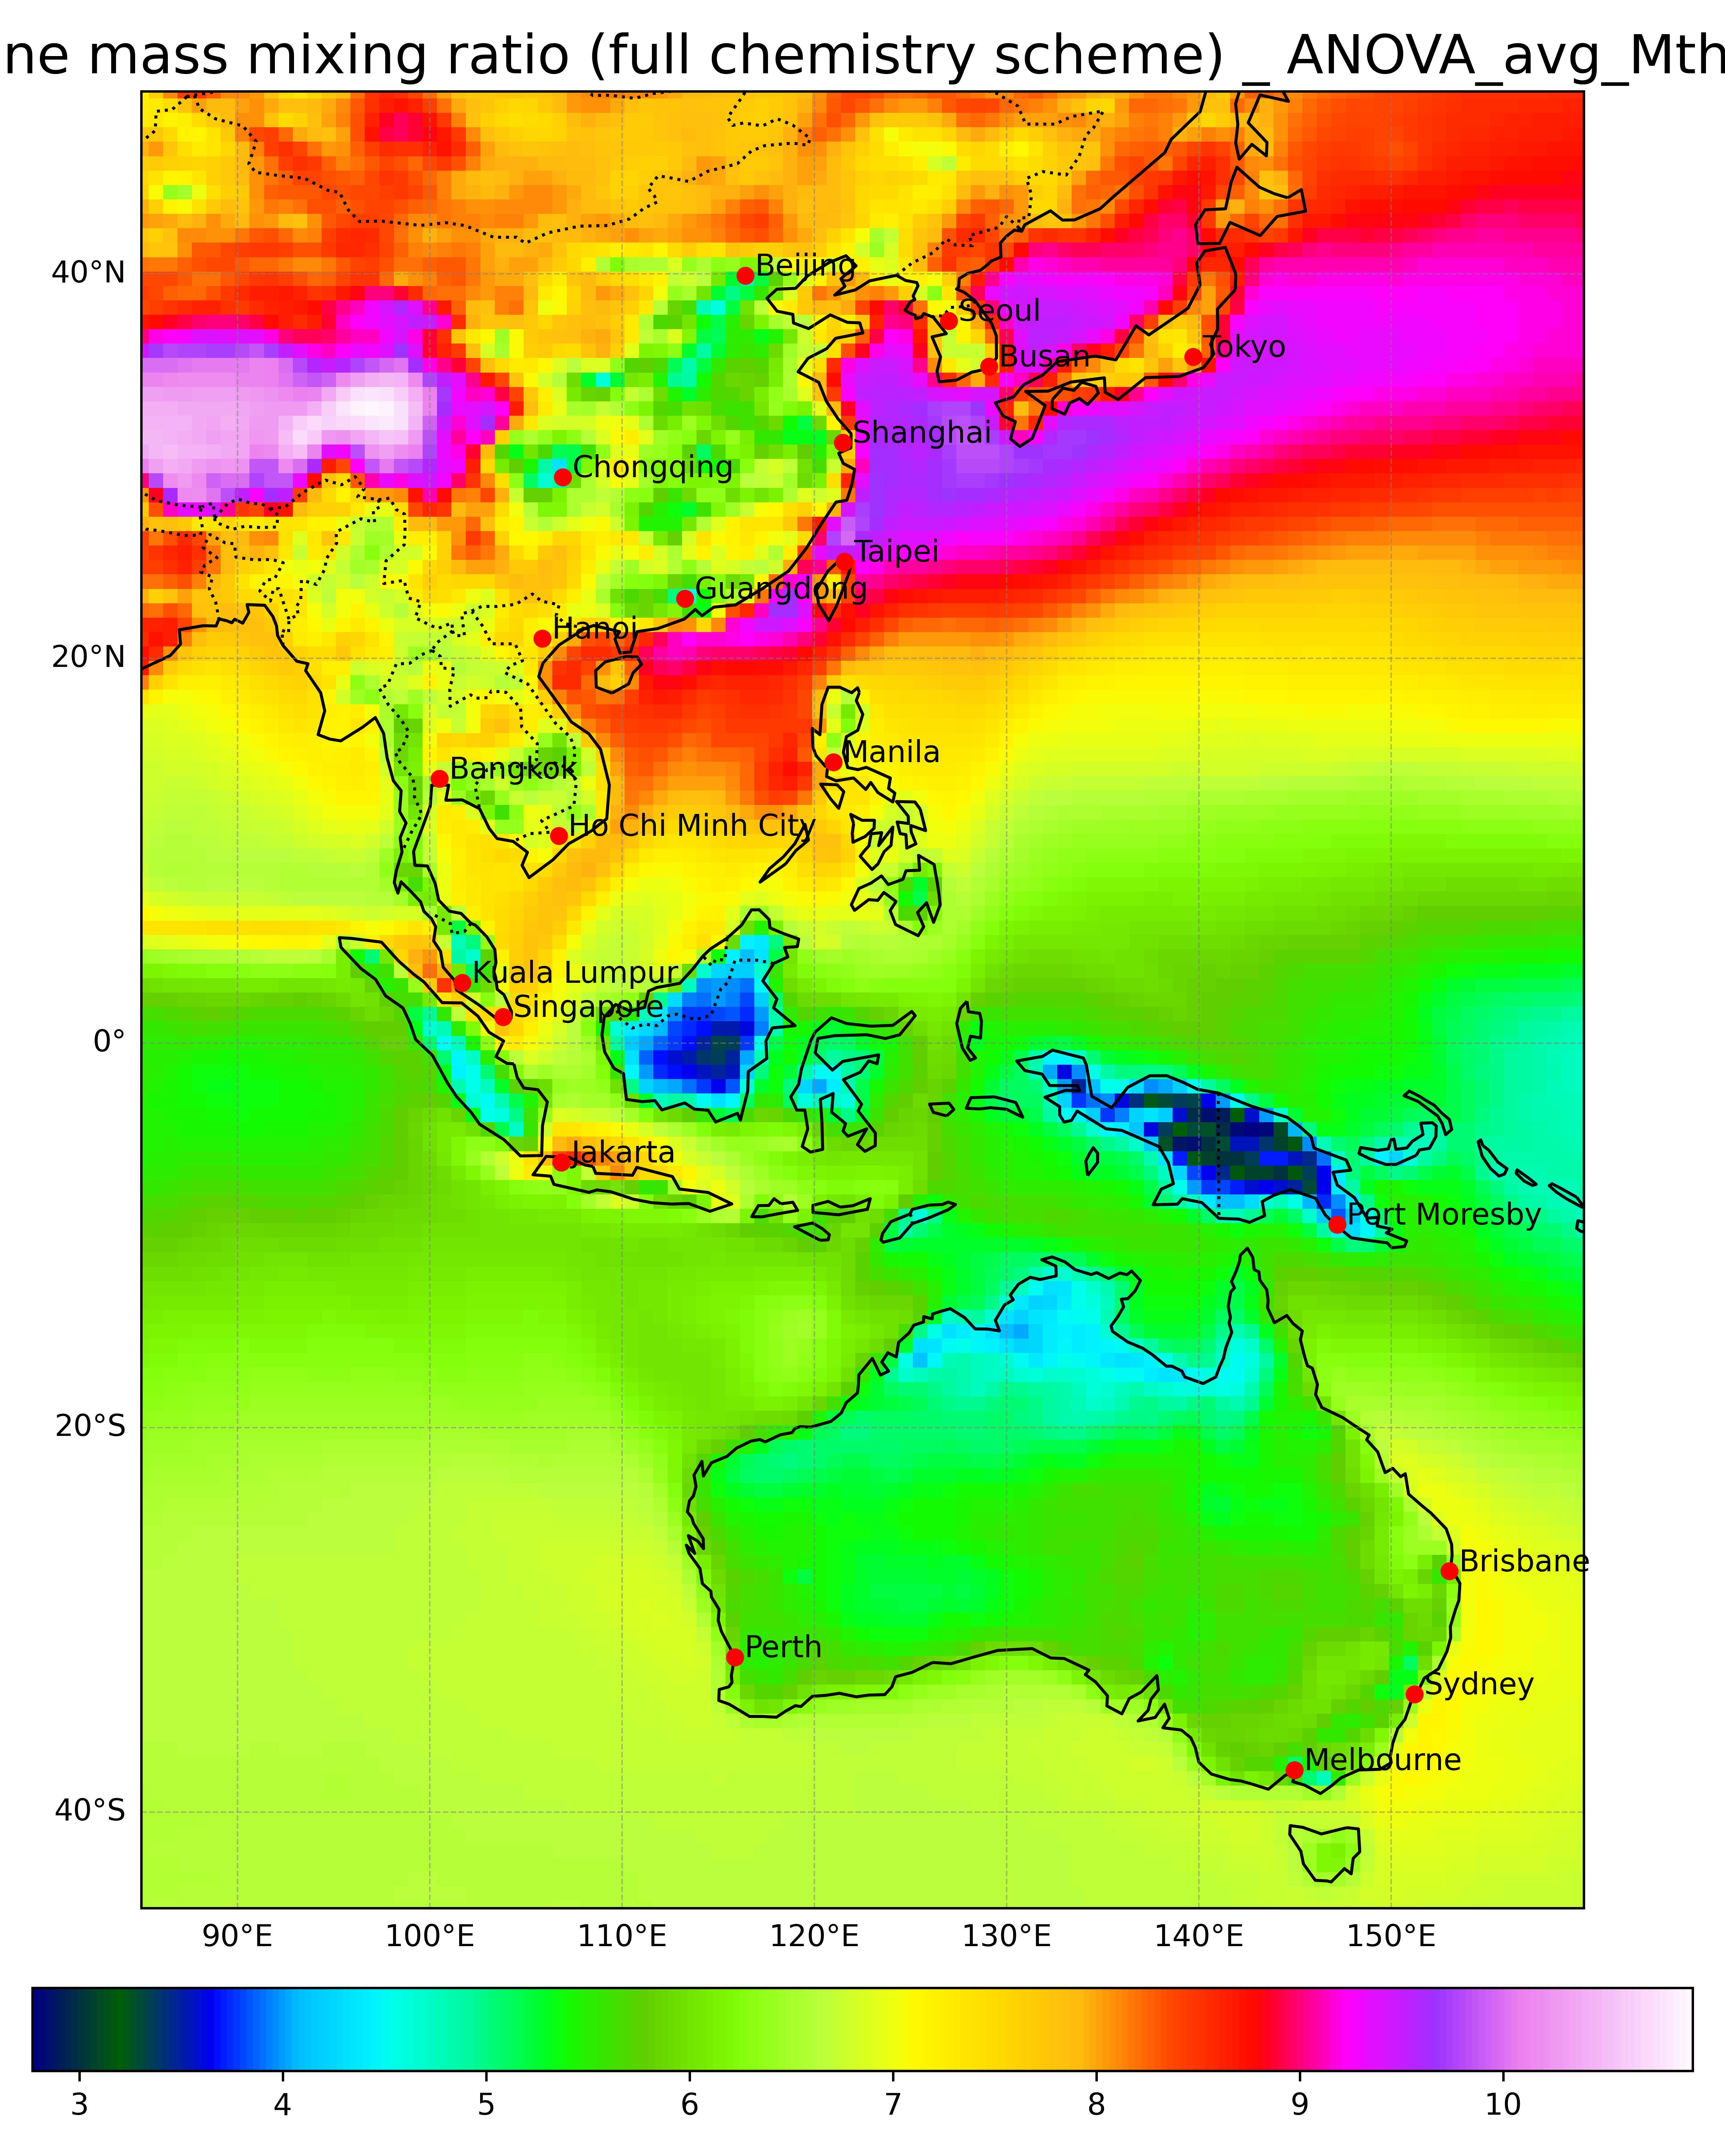 ne mass mixing ratio (full chemistry scheme) _ ANOVA_avg_Mth
40°N
Beijing
Seoul
Busan
Tokyo
Shanghai
Chongqing
Taipei
Guangdong
Hanoi
20°N
Manila
Bangkok
Ho Chi Minh City
Kuala Lumpur
Singapore
0°
Jakarta
Port Moresby
20°S
Brisbane
Perth
Sydney
Melbourne
40°S
90°E 100°E 110°E 120°E 130°E 140°E 150°E
3 4 5 6 7 8 9 10